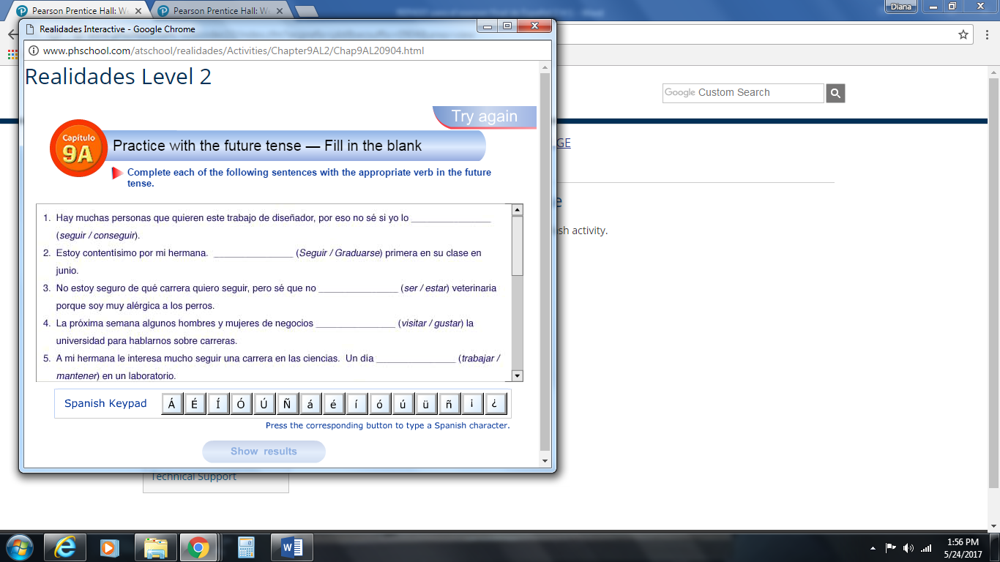 Pearson Prentice Hall: We
Pearson Prentice Hall: We
Diana
Realidades Interactive - Google Chrome
www.phschool.com/atschool/realidades/Activities/Chapter9AL2/Chap9AL20904.html
Realidades Level 2
Google Custom Search
Try again
Capítulo
9A
Practice with the future tense — Fill in the blank
GE
Complete each of the following sentences with the appropriate verb in the future
tense.
e
1. Hay muchas personas que quieren este trabajo de diseñador, por eso no sé si yo lo _______________
(seguir / conseguir).
sh activity.
2. Estoy contentísimo por mi hermana. _______________ (Seguir / Graduarse) primera en su clase en
junio.
3. No estoy seguro de qué carrera quiero seguir, pero sé que no _______________ (ser / estar) veterinaria
porque soy muy alérgica a los perros.
4. La próxima semana algunos hombres y mujeres de negocios _______________ (visitar / gustar) la
universidad para hablarnos sobre carreras.
5. A mi hermana le interesa mucho seguir una carrera en las ciencias. Un día _______________ (trabajar /
mantener) en un laboratorio.
Spanish Keypad Á É Í Ó Ú Ñ á é í ó ú ü ñ ¡ ¿
Press the corresponding button to type a Spanish character.
Show results
Technical Support
1:56 PM
5/24/2017